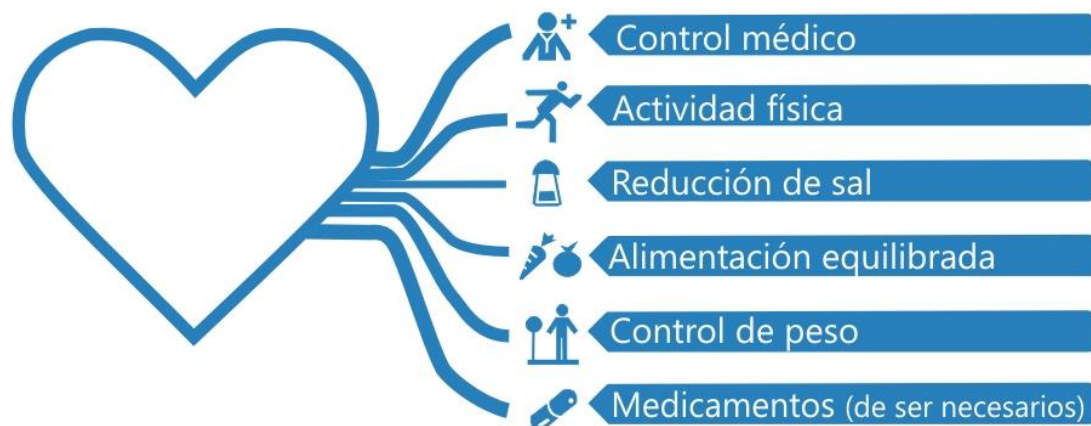 Control médico
Actividad física
Reducción de sal
Alimentación equilibrada
Control de peso
Medicamentos (de ser necesarios)